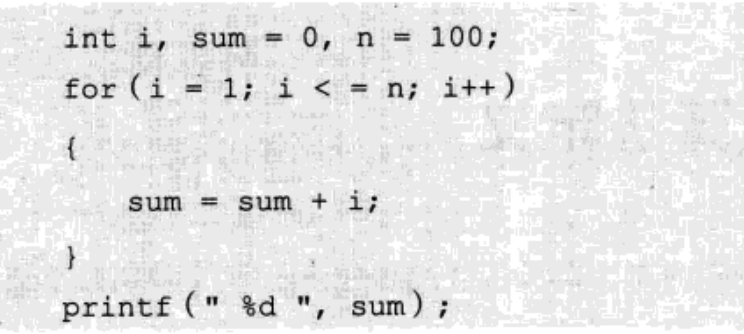 int i, sum = 0, n = 100;
for (i = 1; i < = n; i++)
{
sum = sum + i;
}
printf (" %d ", sum) ;